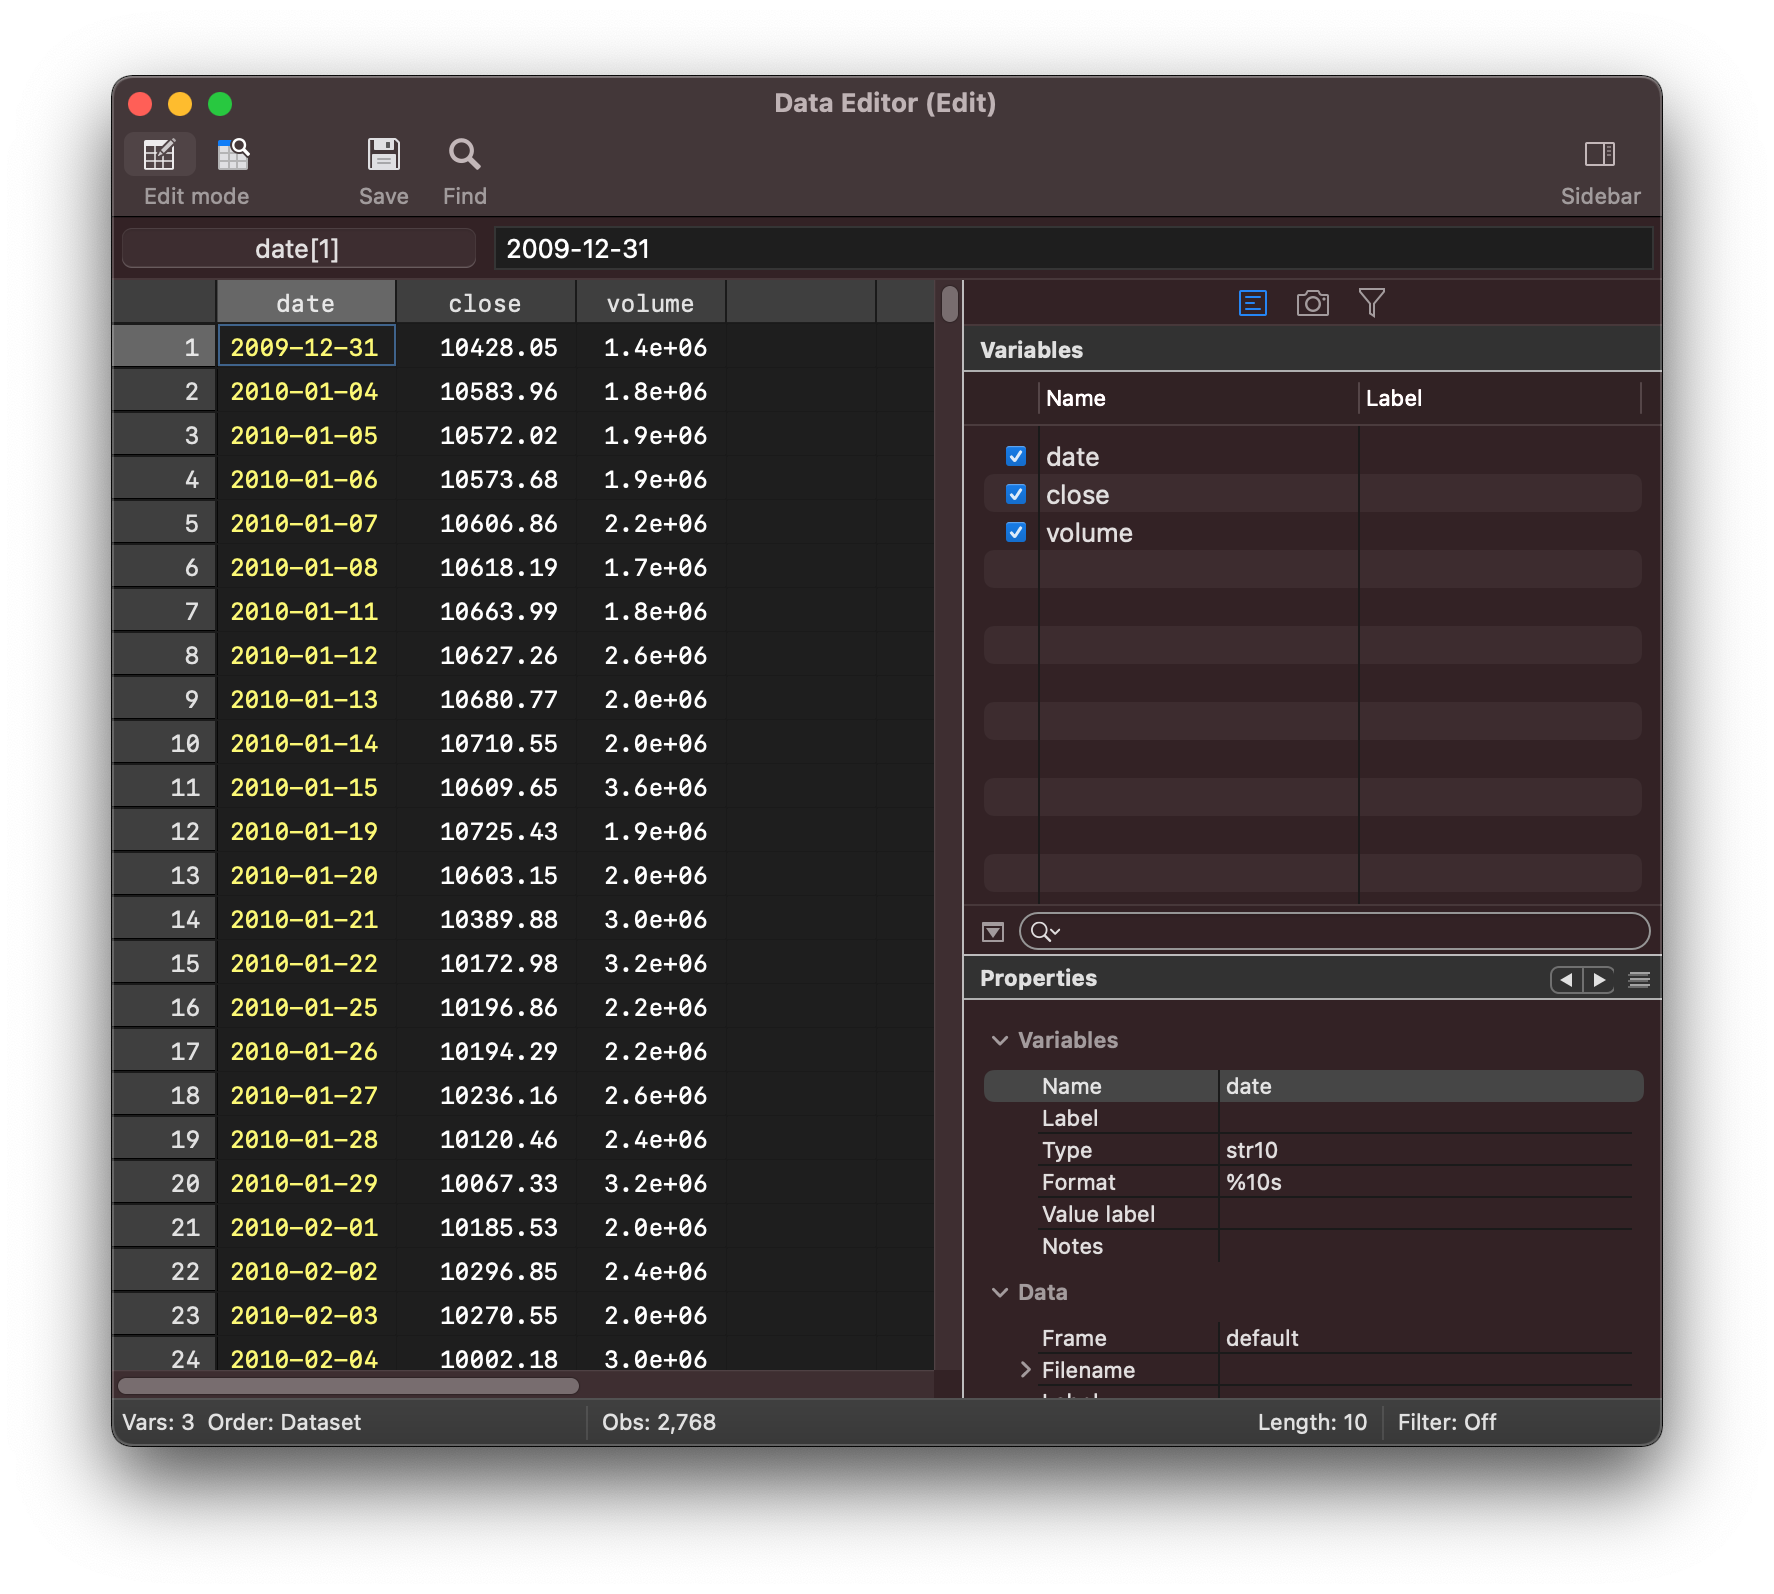 Data Editor (Edit)
Edit mode
Save
Find
Sidebar
date[1]
2009-12-31
date close volume
1 2009-12-31 10428.05 1.4e+06
2 2010-01-04 10583.96 1.8e+06
3 2010-01-05 10572.02 1.9e+06
4 2010-01-06 10573.68 1.9e+06
5 2010-01-07 10606.86 2.2e+06
6 2010-01-08 10618.19 1.7e+06
7 2010-01-11 10663.99 1.8e+06
8 2010-01-12 10627.26 2.6e+06
9 2010-01-13 10680.77 2.0e+06
10 2010-01-14 10710.55 2.0e+06
11 2010-01-15 10609.65 3.6e+06
12 2010-01-19 10725.43 1.9e+06
13 2010-01-20 10603.15 2.0e+06
14 2010-01-21 10389.88 3.0e+06
15 2010-01-22 10172.98 3.2e+06
16 2010-01-25 10196.86 2.2e+06
17 2010-01-26 10194.29 2.2e+06
18 2010-01-27 10236.16 2.6e+06
19 2010-01-28 10120.46 2.4e+06
20 2010-01-29 10067.33 3.2e+06
21 2010-02-01 10185.53 2.0e+06
22 2010-02-02 10296.85 2.4e+06
23 2010-02-03 10270.55 2.0e+06
24 2010-02-04 10002.18 3.0e+06
Variables
Name Label
date
close
volume
Properties
Variables
Name date
Label
Type str10
Format %10s
Value label
Notes
Data
Frame default
Filename
Vars: 3 Order: Dataset
Obs: 2,768
Length: 10
Filter: Off